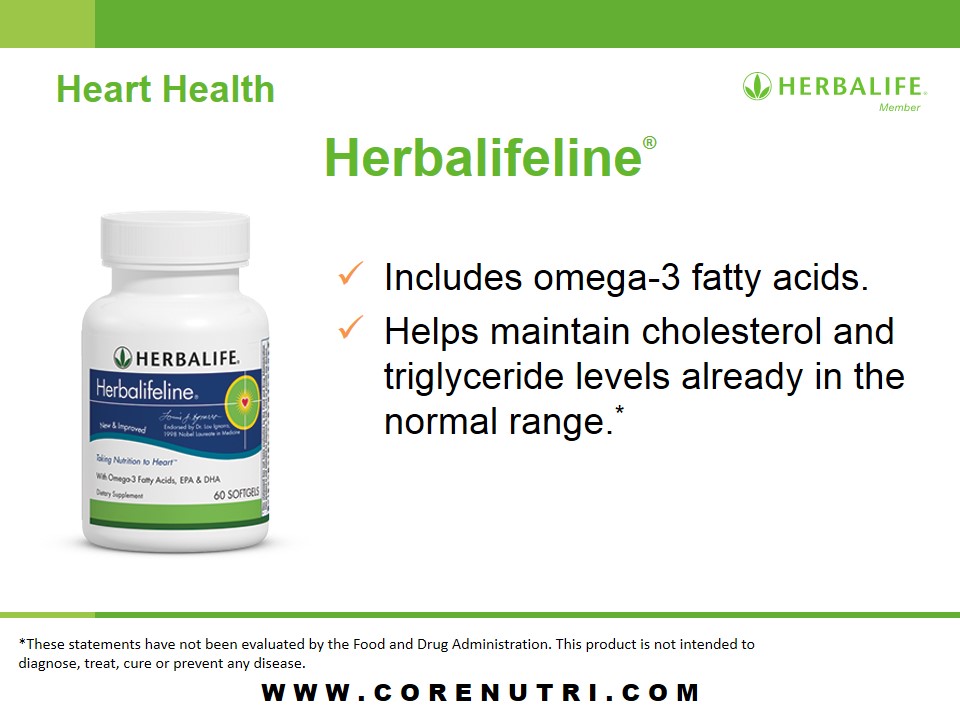 Heart Health
HERBALIFE®
Member
Herbalifeline®
✓ Includes omega-3 fatty acids.
✓ Helps maintain cholesterol and
triglyceride levels already in the
normal range.*
HERBALIFE®
Herbalifeline®
New & Improved
Endorsed by Dr. Lou Ignarro,
1998 Nobel Laureate in Medicine
Taking Nutrition to Heart™
With Omega-3 Fatty Acids, EPA & DHA
Dietary Supplement
60 SOFTGELS
*These statements have not been evaluated by the Food and Drug Administration. This product is not intended to
diagnose, treat, cure or prevent any disease.
WWW.CORENUTRI.COM